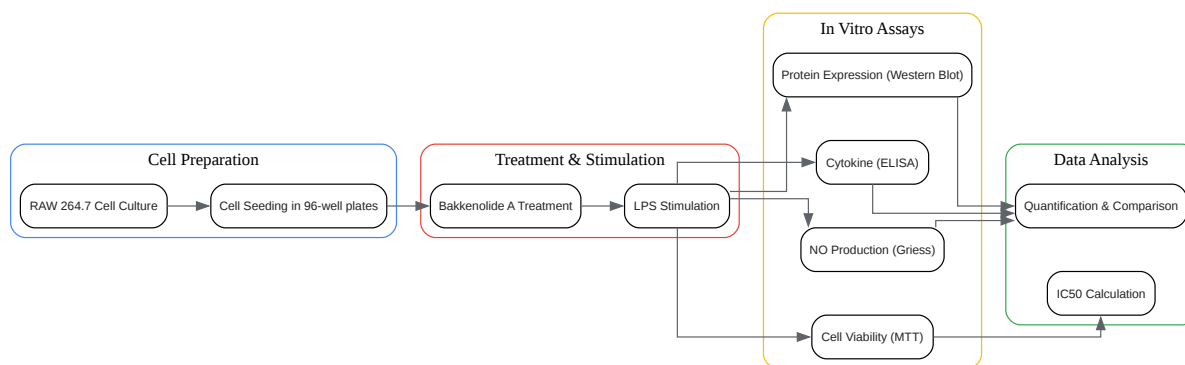 Cell Preparation
RAW 264.7 Cell Culture
Cell Seeding in 96-well plates
Treatment & Stimulation
Bakkenolide A Treatment
LPS Stimulation
In Vitro Assays
Protein Expression (Western Blot)
Cytokine (ELISA)
NO Production (Griess)
Cell Viability (MTT)
Data Analysis
Quantification & Comparison
IC50 Calculation